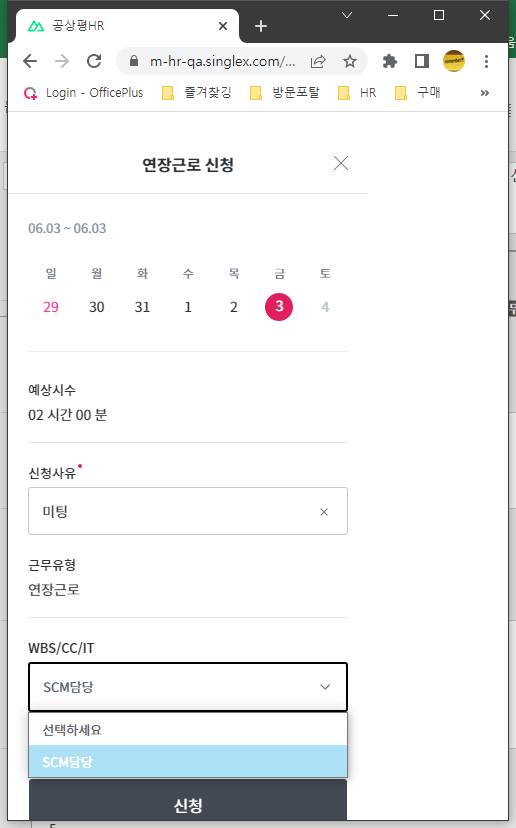 공상평HR
m-hr-qa.singlex.com/...
Login - OfficePlus 즐겨찾깅 방문포탈 HR 구매 »
연장근로 신청
06.03 ~ 06.03
일 월 화 수 목 금 토
29 30 31 1 2 3 4
예상시수
02 시간 00 분
신청사유
미팅
근무유형
연장근로
WBS/CC/IT
SCM담당
선택하세요
SCM담당
신청